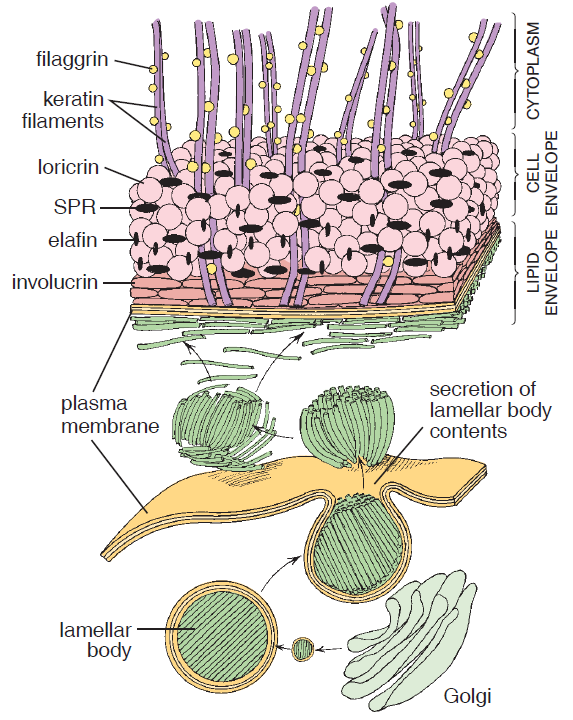 filaggrin
keratin
filaments
loricrin
SPR
elafin
involucrin
CYTOPLASM
CELL
ENVELOPE
LIPID
ENVELOPE
plasma
membrane
secretion of
lamellar body
contents
lamellar
body
Golgi